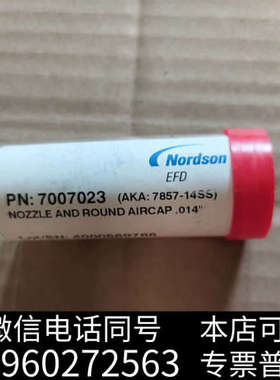 Nordson
EFD
PN: 7007023 (AKA: 7857-14SS)
NOZZLE AND ROUND AIRCAP .014"
微信电话同号 本店可
960272563 专票普票